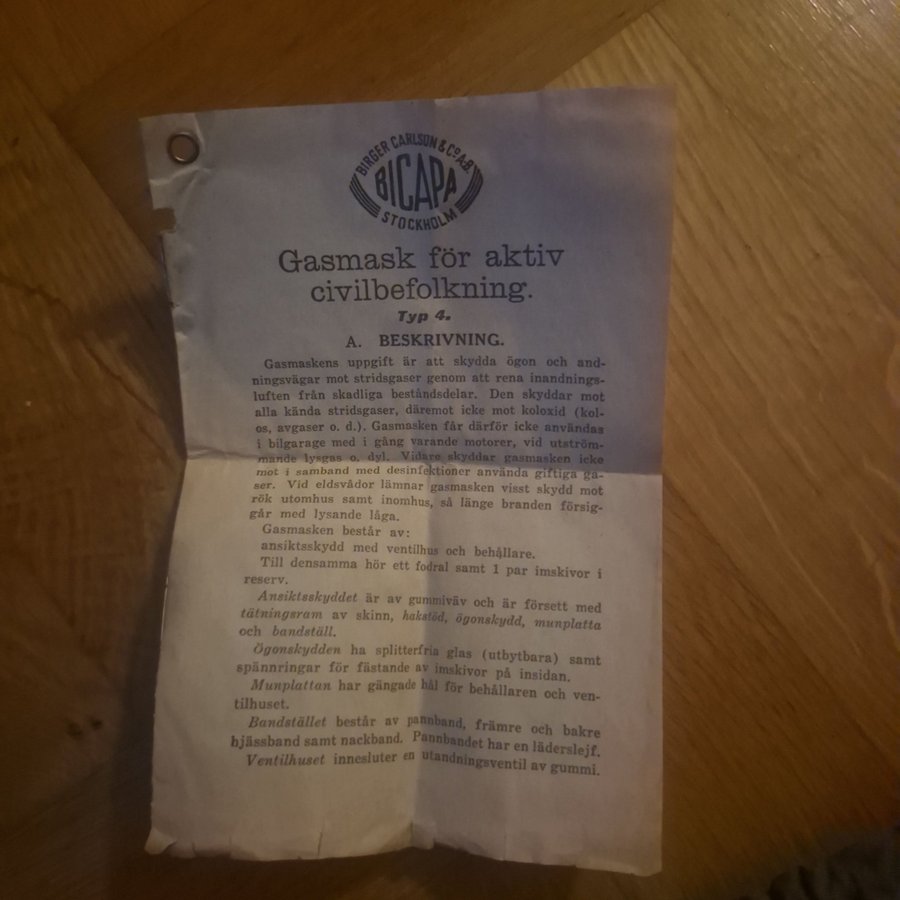 BIRGER CARLSON & Cº A.B.
BICAPA
STOCKHOLM
Gasmask för aktiv
civilbefolkning.
Typ 4.
A. BESKRIVNING.
Gasmaskens uppgift är att skydda ögon och and-
ningsvägar mot stridsgaser genom att rena inandnings-
luften från skadliga beståndsdelar. Den skyddar mot
alla kända stridsgaser, däremot icke mot koloxid (kol-
os, avgaser o. d.). Gasmasken får därför icke användas
i bilgarage med i gång varande motorer, vid utström-
mande lysgas o. dyl. Vidare skyddar gasmasken icke
mot i samband med desinfektioner använda giftiga ga-
ser. Vid eldsvådor lämnar gasmasken visst skydd mot
rök utomhus samt inomhus, så länge branden försig-
går med lysande låga.
Gasmasken består av:
ansiktsskydd med ventilhus och behållare.
Till densamma hör ett fodral samt 1 par imskivor i
reserv.
Ansiktsskyddet är av gummiväv och är försett med
tätningsram av skinn, hakstöd, ögonskydd, munplatta
och bandställ.
Ögonskydden ha splitterfria glas (utbytbara) samt
spännringar för fästande av imskivor på insidan.
Munplattan har gängade hål för behållaren och ven-
tilhuset.
Bandstället består av pannband, främre och bakre
hjässband samt nackband. Pannbandet har en läderslejf.
Ventilhuset innesluter en utandningsventil av gummi.